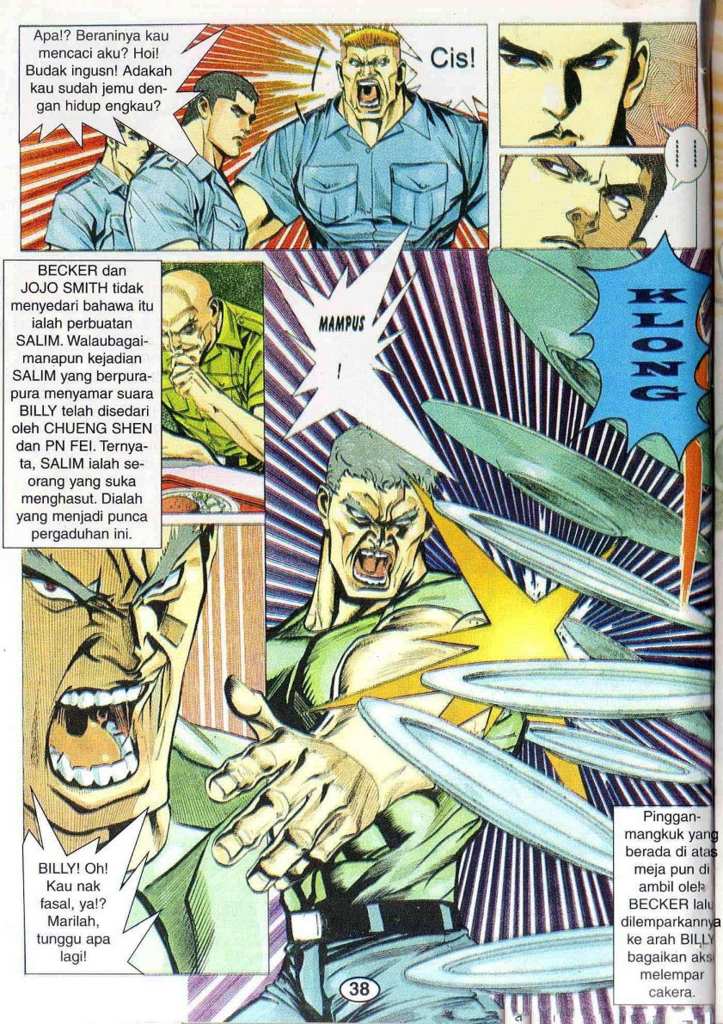 Apa!? Beraninya kau
mencaci aku? Hoi!
Budak ingusn! Adakah
kau sudah jemu den-
gan hidup engkau?
Cis!
! ! ! ! ! !
BECKER dan
JOJO SMITH tidak
menyedari bahawa itu
ialah perbuatan
SALIM. Walaubagai-
manapun kejadian
SALIM yang berpura-
pura menyamar suara
BILLY telah disedari
oleh CHUENG SHEN
dan PN FEI. Ternya-
ta, SALIM ialah se-
orang yang suka
menghasut. Dialah
yang menjadi punca
pergaduhan ini.
MAMPUS
!
KLONG
BILLY! Oh!
Kau nak
fasal, ya!?
Marilah,
tunggu apa
lagi!
Pinggan-
mangkuk yang
berada di atas
meja pun di
ambil oleh
BECKER lalu
dilemparkannya
ke arah BILLY
bagaikan aksi
melempar
cakera.
38